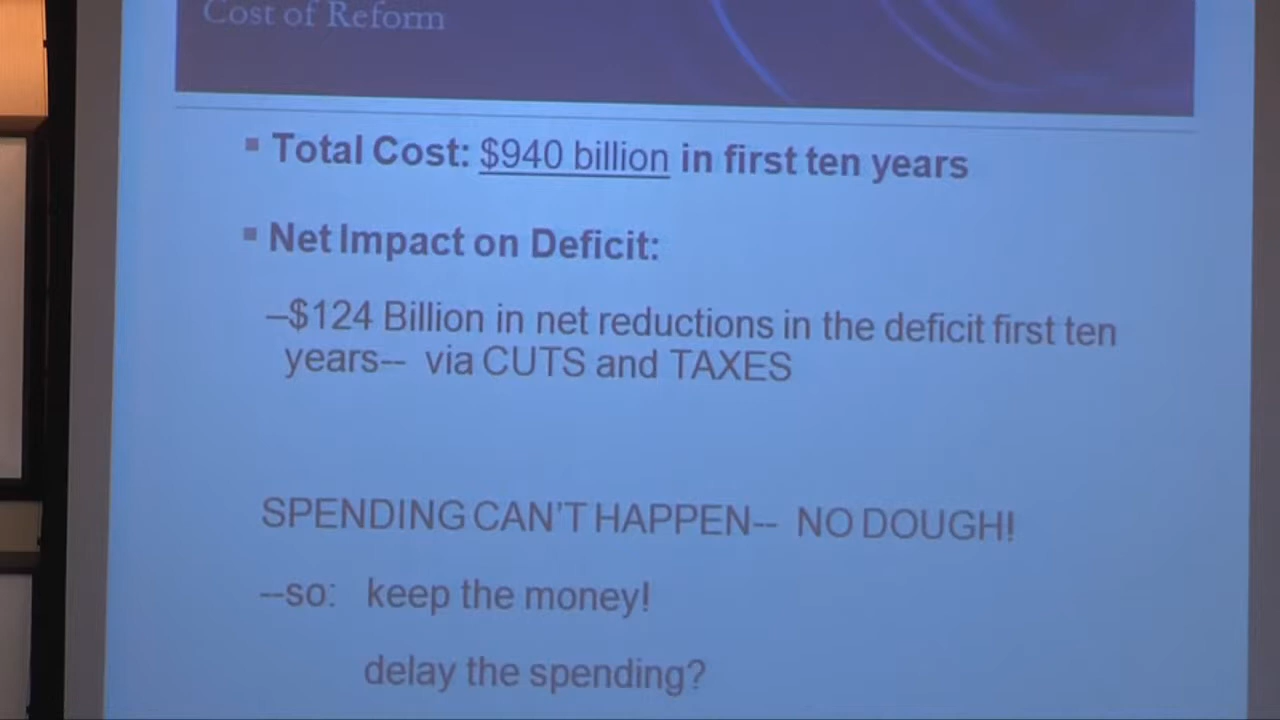 Cost of Reform
▪ Total Cost: $940 billion in first ten years
▪ Net Impact on Deficit:
–$124 Billion in net reductions in the deficit first ten
years-- via CUTS and TAXES
SPENDING CAN'T HAPPEN-- NO DOUGH!
--so: keep the money!
delay the spending?